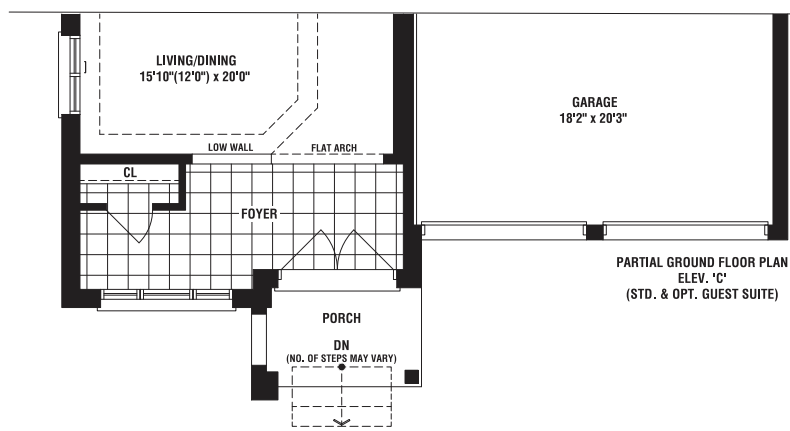 LIVING/DINING
15'10"(12'0") x 20'0"
GARAGE
18'2" x 20'3"
LOW WALL
FLAT ARCH
CL
FOYER
PARTIAL GROUND FLOOR PLAN
ELEV. 'C'
(STD. & OPT. GUEST SUITE)
PORCH
DN
(NO. OF STEPS MAY VARY)